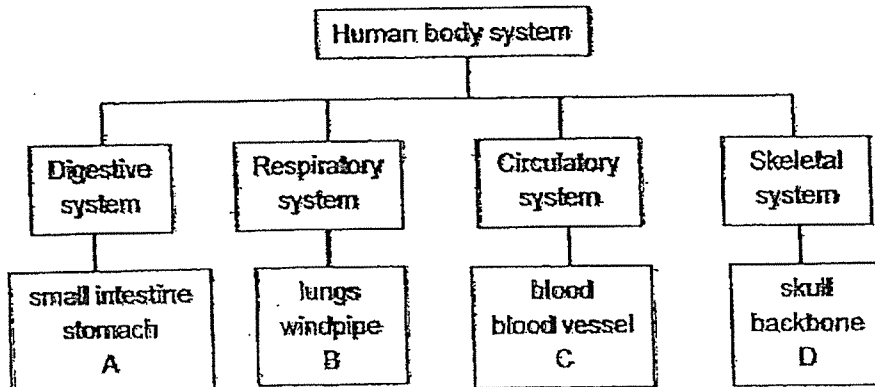 Human body system
Digestive
system
Respiratory
system
Circulatory
system
Skeletal
system
small intestine
stomach
A
lungs
windpipe
B
blood
blood vessel
C
skull
backbone
D